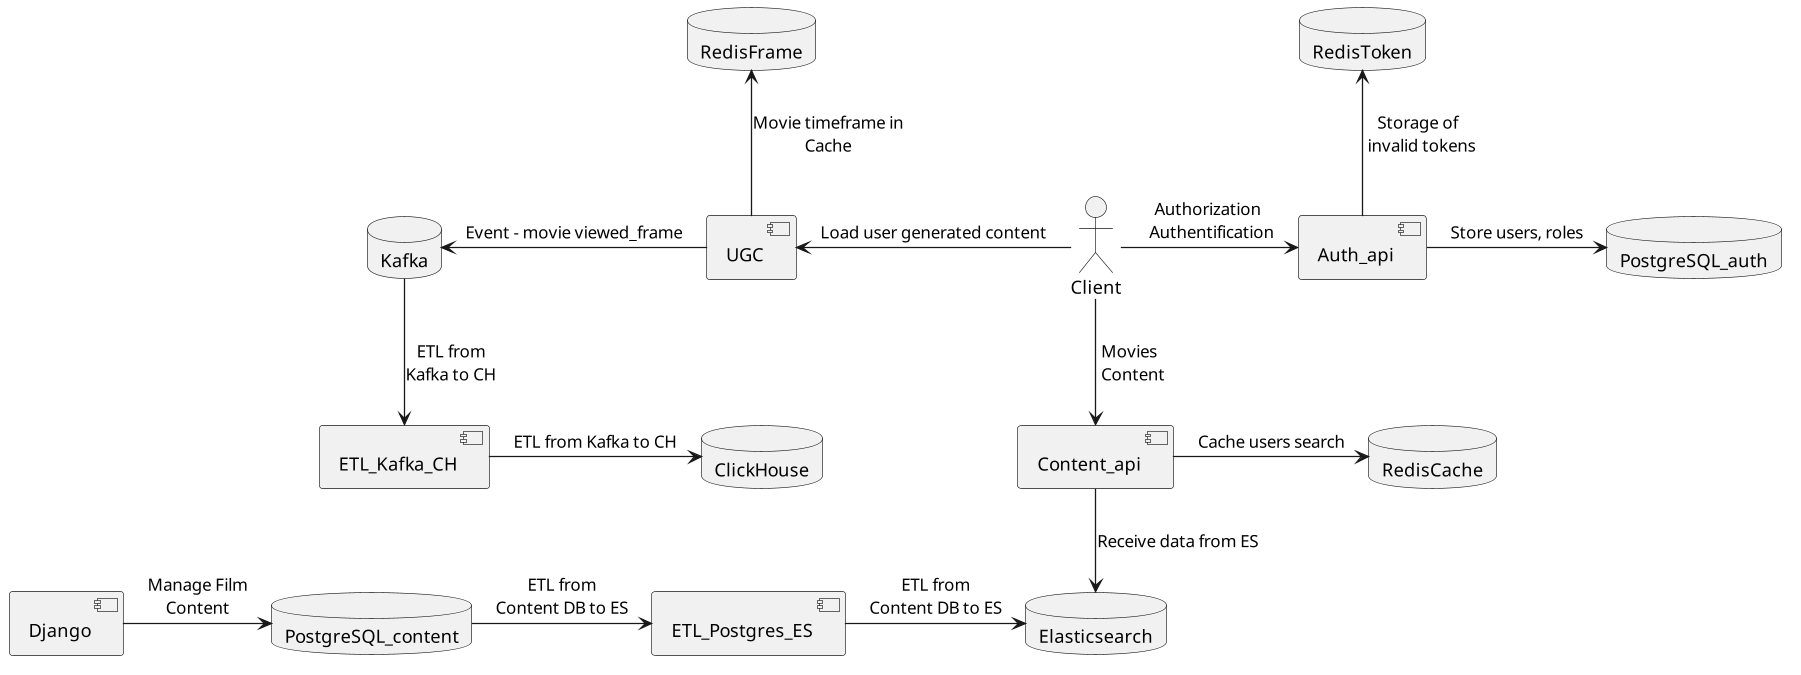 RedisFrame
RedisToken
Movie timeframe in
Cache
Storage of
invalid tokens
Kafka
Event - movie viewed_frame
UGC
Load user generated content
Client
Authorization
Authentification
Auth_api
Store users, roles
PostgreSQL_auth
ETL from
Kafka to CH
Movies
Content
ETL_Kafka_CH
ETL from Kafka to CH
ClickHouse
Content_api
Cache users search
RedisCache
Receive data from ES
Django
Manage Film
Content
PostgreSQL_content
ETL from
Content DB to ES
ETL_Postgres_ES
ETL from
Content DB to ES
Elasticsearch